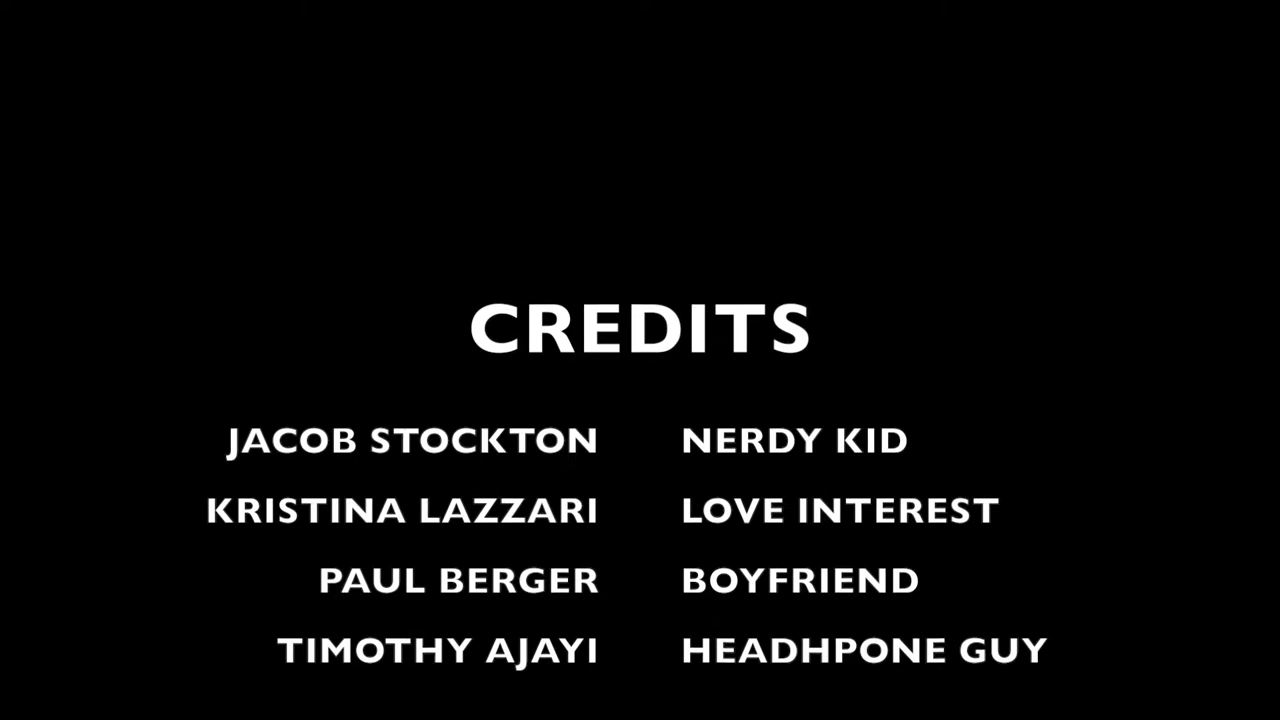 CREDITS
JACOB STOCKTON NERDY KID
KRISTINA LAZZARI LOVE INTEREST
PAUL BERGER BOYFRIEND
TIMOTHY AJAYI HEADHPONE GUY